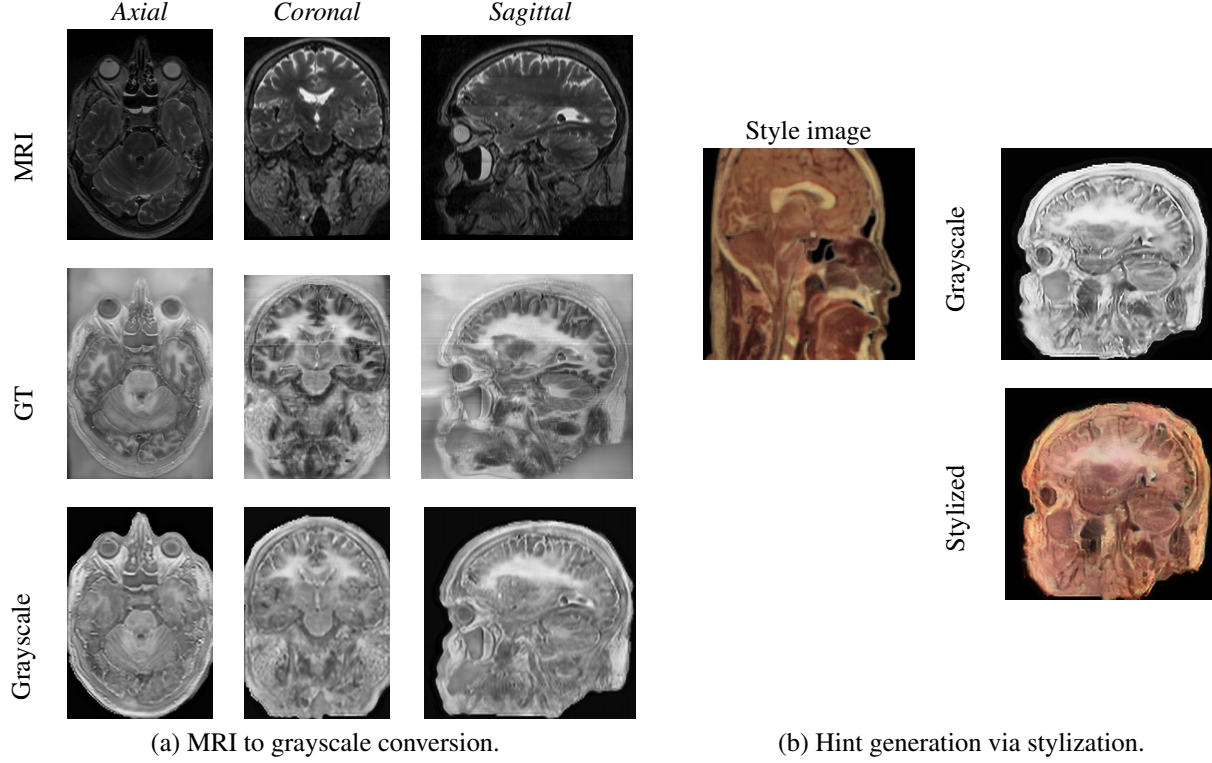 Axial Coronal Sagittal
MRI
GT
Grayscale
(a) MRI to grayscale conversion.
Style image
Grayscale
Stylized
(b) Hint generation via stylization.